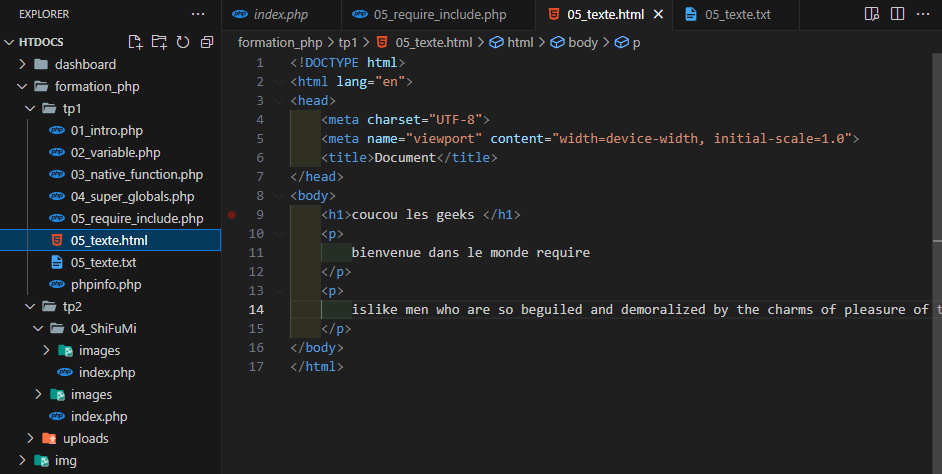 EXPLORER
HTDOCS
dashboard
formation_php
tp1
01_intro.php
02_variable.php
03_native_function.php
04_super_globals.php
05_require_include.php
05_texte.html
05_texte.txt
phpinfo.php
tp2
04_ShiFuMi
images
index.php
images
index.php
uploads
img
index.php 05_require_include.php 05_texte.html 05_texte.txt
formation_php > tp1 > 05_texte.html > html > body > p
1 <!DOCTYPE html>
2 <html lang="en">
3 <head>
4 <meta charset="UTF-8">
5 <meta name="viewport" content="width=device-width, initial-scale=1.0">
6 <title>Document</title>
7 </head>
8 <body>
9 <h1>coucou les geeks </h1>
10 <p>
11 bienvenue dans le monde require
12 </p>
13 <p>
14 islike men who are so beguiled and demoralized by the charms of pleasure of t
15 </p>
16 </body>
17 </html>